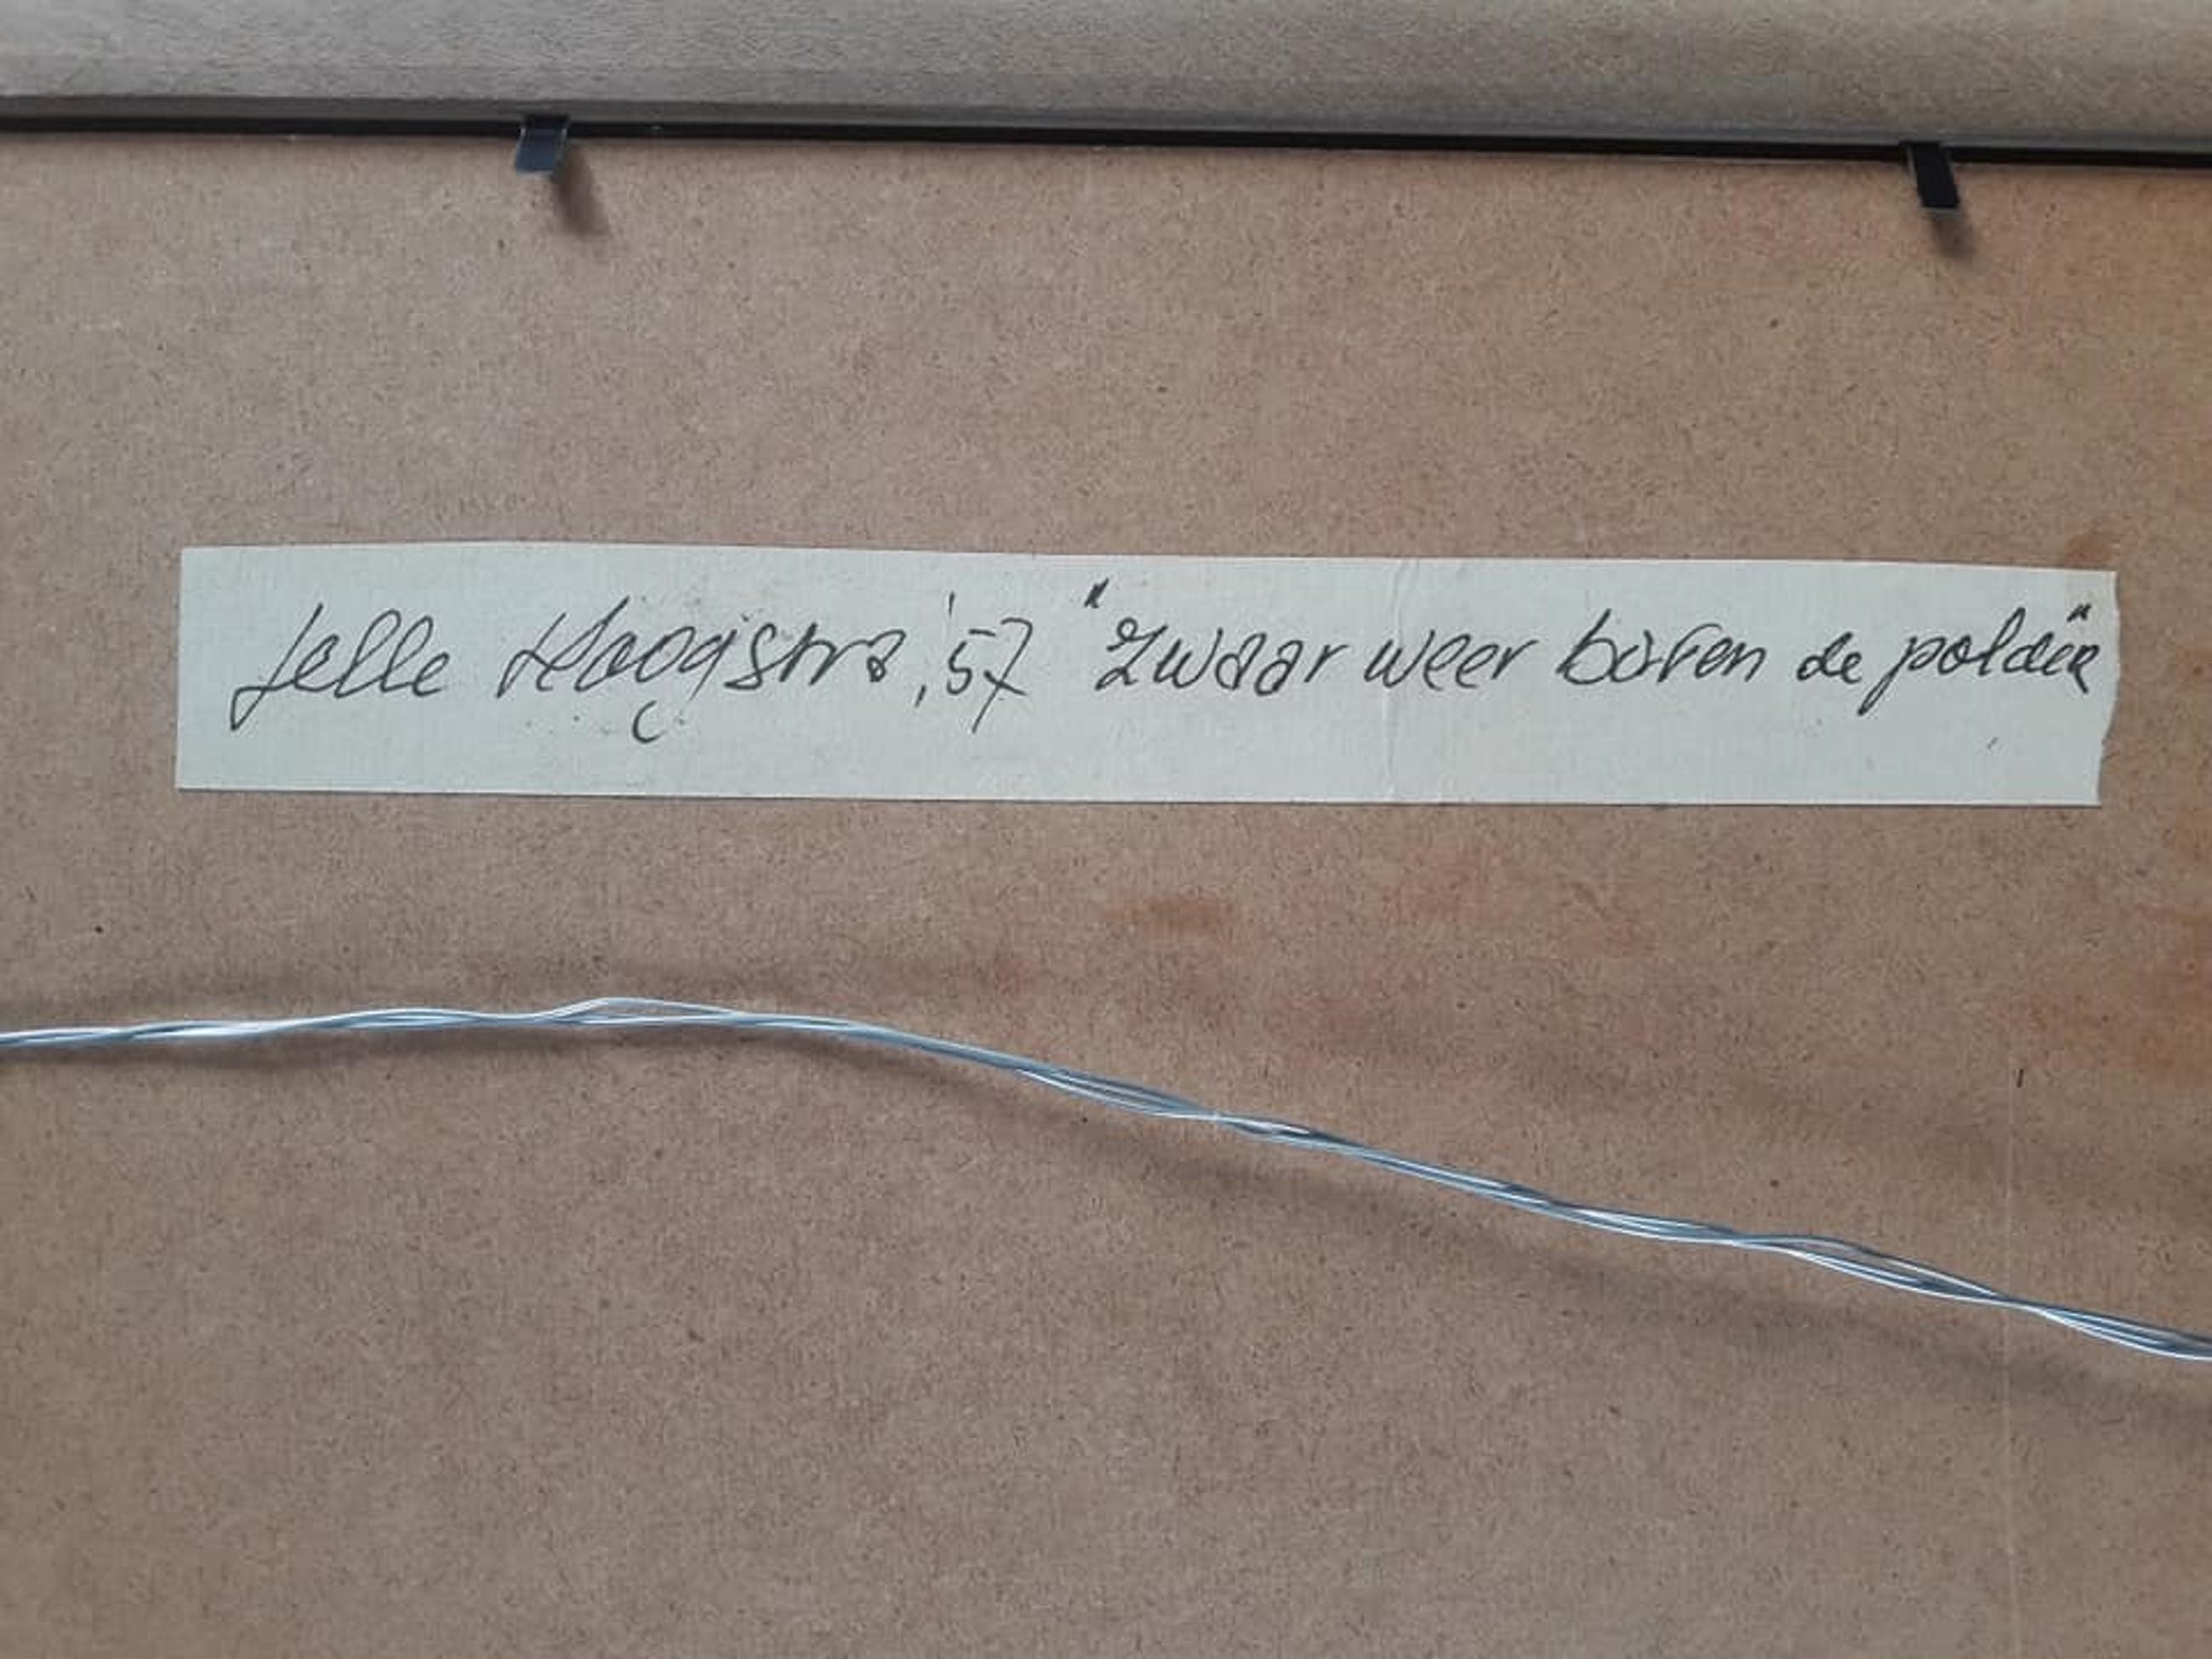 Jelle Hoogstra, '57 "Zwaar weer boven de polder"